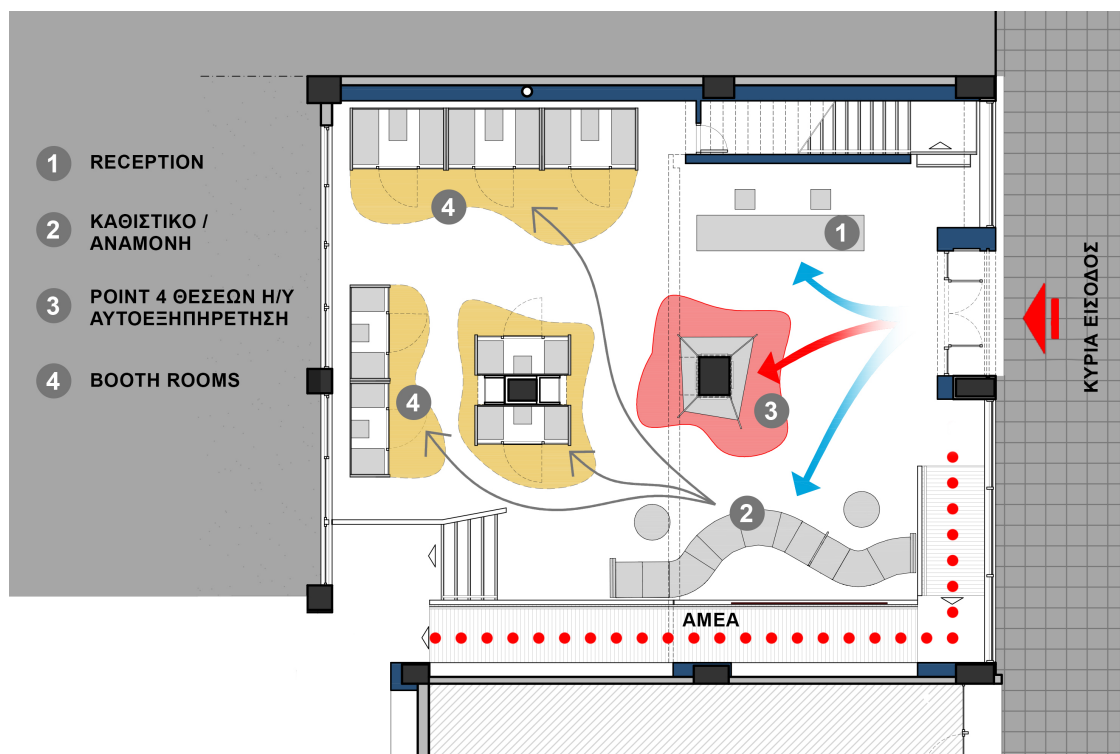 1 RECEPTION
2 ΚΑΘΙΣΤΙΚΟ /
ΑΝΑΜΟΝΗ
3 POINT 4 ΘΕΣΕΩΝ Η/Υ
ΑΥΤΟΕΞΗΠΗΡΕΤΗΣΗ
4 BOOTH ROOMS
4
1
ΚΥΡΙΑ ΕΙΣΟΔΟΣ
4
3
2
ΑΜΕΑ